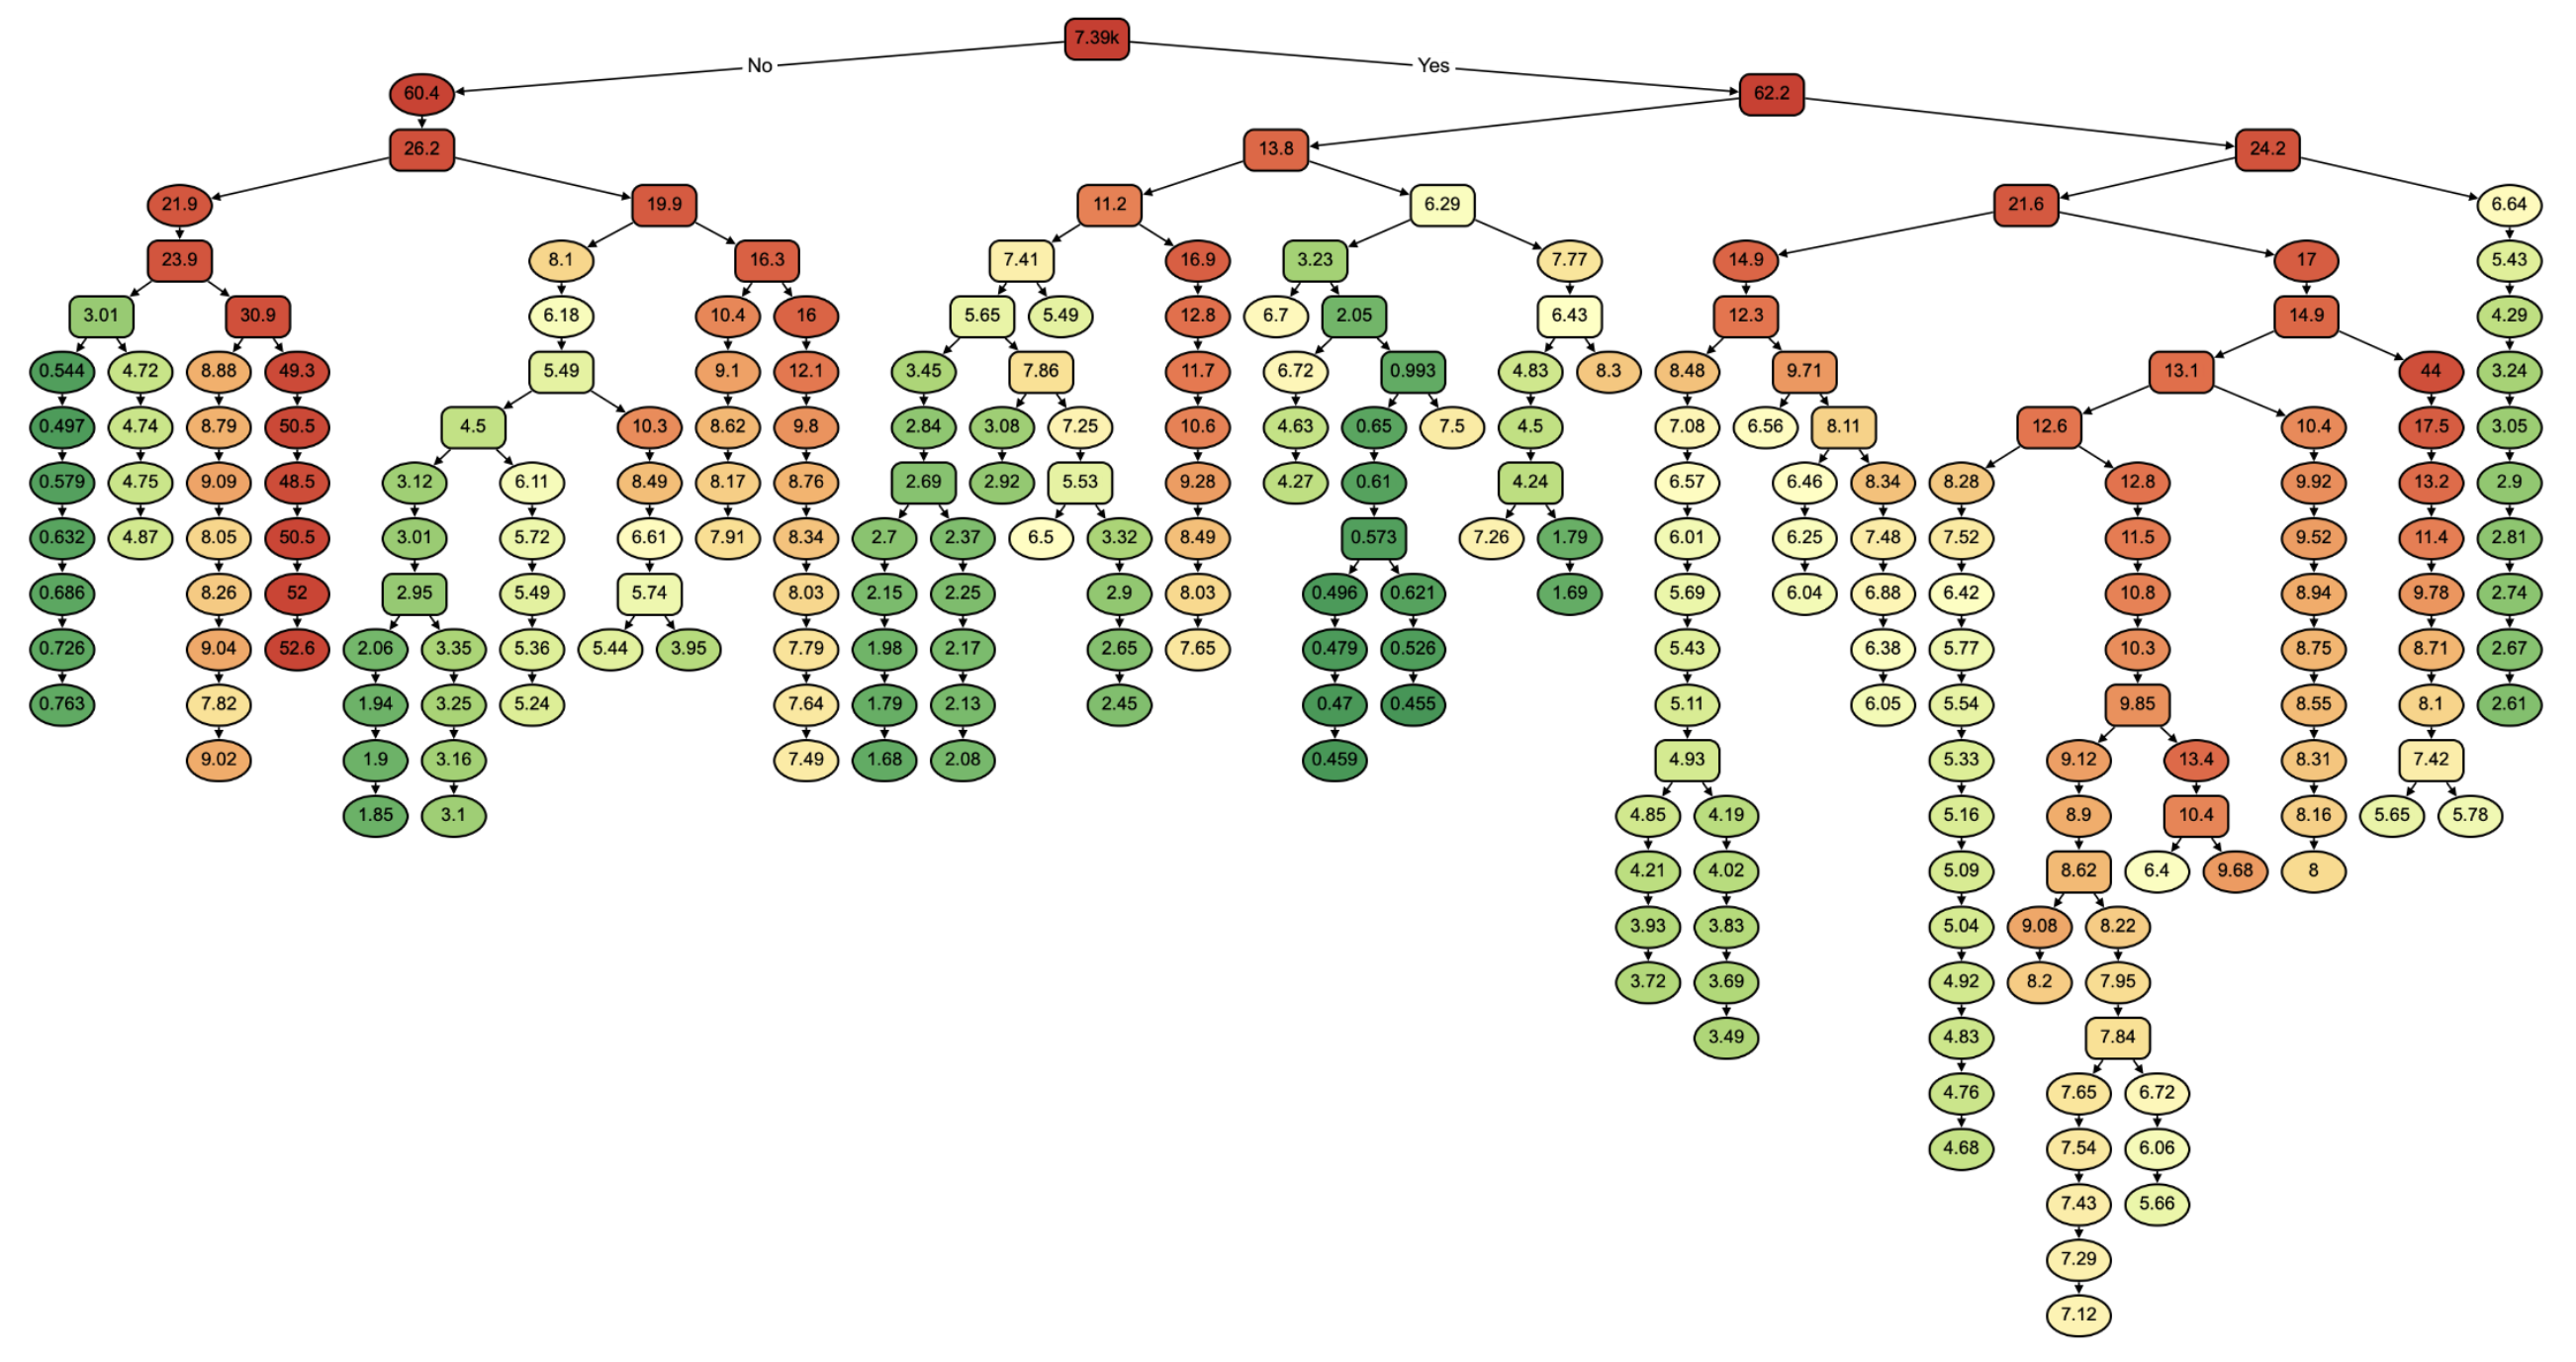 7.39k
No Yes
60.4 62.2
26.2 13.8 24.2
21.9 19.9 11.2 6.29 21.6 6.64
23.9 8.1 16.3 7.41 16.9 3.23 7.77 14.9 17 5.43
3.01 30.9 6.18 10.4 16 5.65 5.49 12.8 6.7 2.05 6.43 12.3 14.9 4.29
0.544 4.72 8.88 49.3 5.49 9.1 12.1 3.45 7.86 11.7 6.72 0.993 4.83 8.3 8.48 9.71 13.1 44 3.24
0.497 4.74 8.79 50.5 4.5 10.3 8.62 9.8 2.84 3.08 7.25 10.6 4.63 0.65 7.5 4.5 7.08 6.56 8.11 12.6 10.4 17.5 3.05
0.579 4.75 9.09 48.5 3.12 6.11 8.49 8.17 8.76 2.69 2.92 5.53 9.28 4.27 0.61 4.24 6.57 6.46 8.34 8.28 12.8 9.92 13.2 2.9
0.632 4.87 8.05 50.5 3.01 5.72 6.61 7.91 8.34 2.7 2.37 6.5 3.32 8.49 0.573 7.26 1.79 6.01 6.25 7.48 7.52 11.5 9.52 11.4 2.81
0.686 8.26 52 2.95 5.49 5.74 8.03 2.15 2.25 2.9 8.03 0.496 0.621 1.69 5.69 6.04 6.88 6.42 10.8 8.94 9.78 2.74
0.726 9.04 52.6 2.06 3.35 5.36 5.44 3.95 7.79 1.98 2.17 2.65 7.65 0.479 0.526 5.43 6.38 5.77 10.3 8.75 8.71 2.67
0.763 7.82 1.94 3.25 5.24 7.64 1.79 2.13 2.45 0.47 0.455 5.11 6.05 5.54 9.85 8.55 8.1 2.61
9.02 1.9 3.16 7.49 1.68 2.08 0.459 4.93 5.33 9.12 13.4 8.31 7.42
1.85 3.1 4.85 4.19 5.16 8.9 10.4 8.16 5.65 5.78
4.21 4.02 5.09 8.62 6.4 9.68 8
3.93 3.83 5.04 9.08 8.22
3.72 3.69 4.92 8.2 7.95
3.49 4.83 7.84
4.76 7.65 6.72
4.68 7.54 6.06
7.43 5.66
7.29
7.12